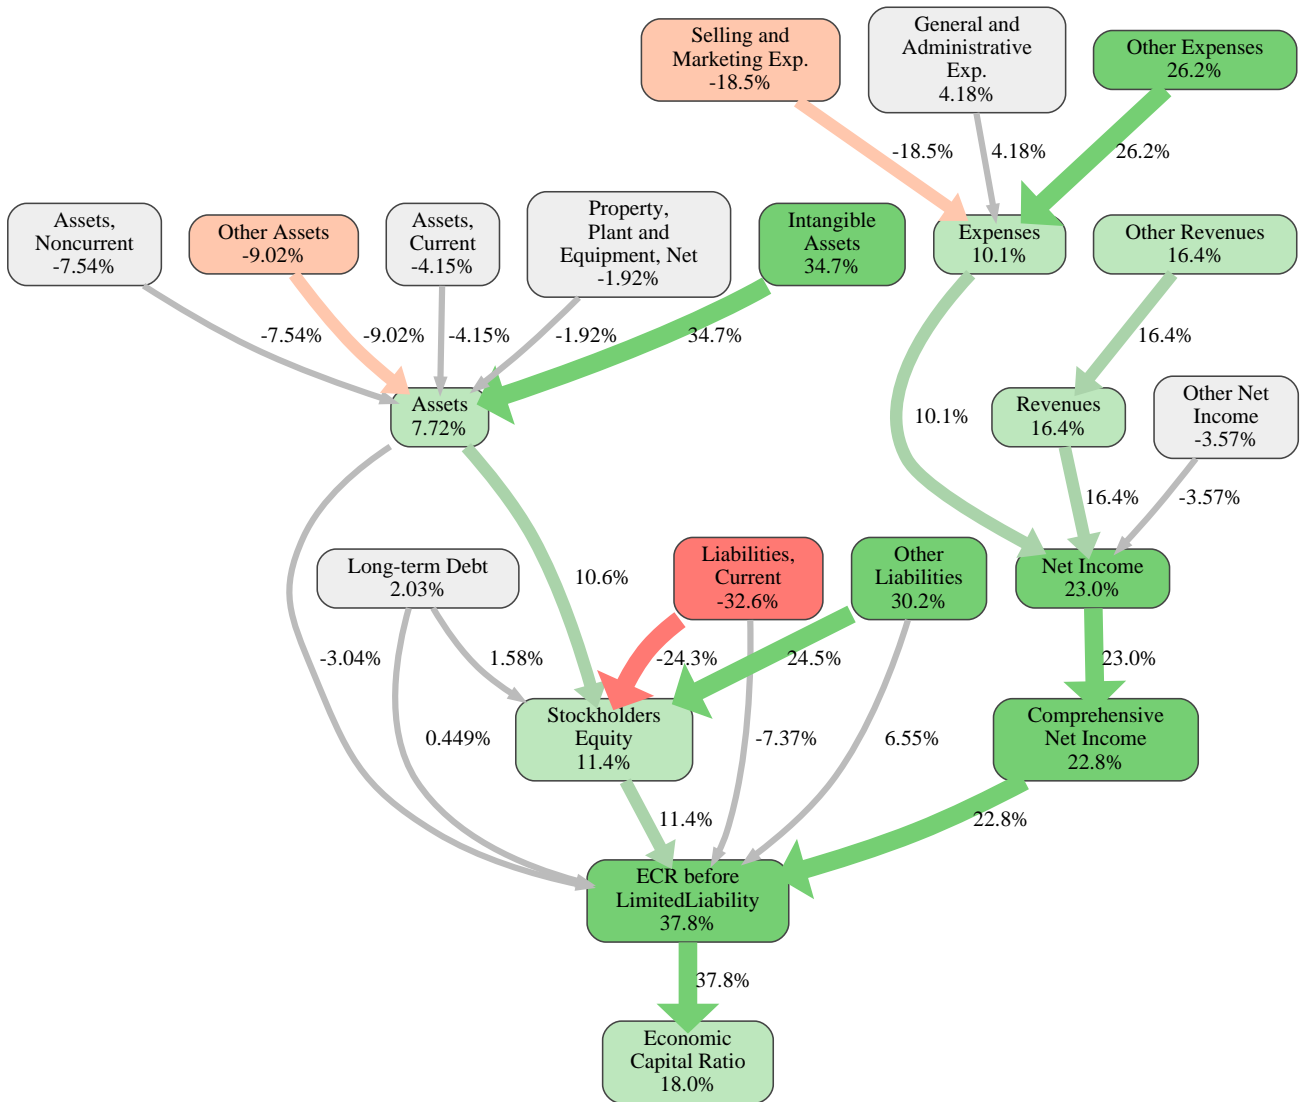 Selling and
Marketing Exp.
-18.5%
General and
Administrative
Exp.
4.18%
Other Expenses
26.2%
-18.5%
4.18%
26.2%
Assets,
Noncurrent
-7.54%
Other Assets
-9.02%
Assets,
Current
-4.15%
Property,
Plant and
Equipment, Net
-1.92%
Intangible
Assets
34.7%
Expenses
10.1%
Other Revenues
16.4%
-7.54%
-9.02%
-4.15%
-1.92%
34.7%
16.4%
Assets
7.72%
10.1%
Revenues
16.4%
Other Net
Income
-3.57%
16.4%
-3.57%
Long-term Debt
2.03%
10.6%
Liabilities,
Current
-32.6%
Other
Liabilities
30.2%
Net Income
23.0%
-3.04%
1.58%
-24.3%
24.5%
23.0%
0.449%
Stockholders
Equity
11.4%
-7.37%
6.55%
Comprehensive
Net Income
22.8%
11.4%
22.8%
ECR before
LimitedLiability
37.8%
37.8%
Economic
Capital Ratio
18.0%